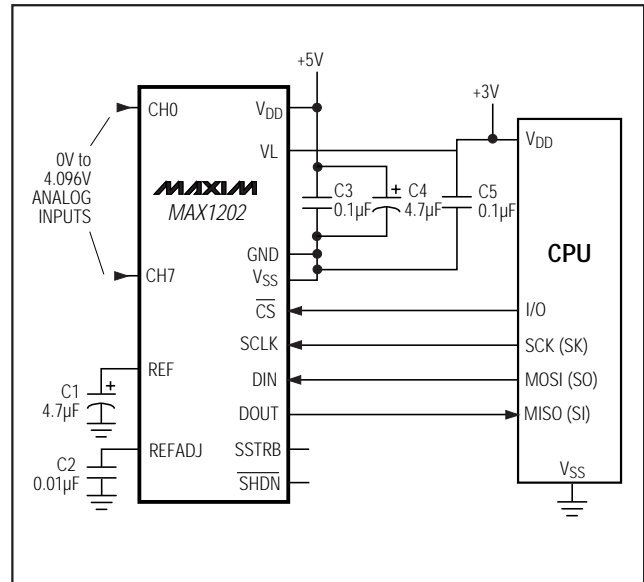 +5V
+3V
CH0
VDD
VL
VDD
0V to
4.096V
ANALOG
INPUTS
MAXIM
MAX1202
C3
0.1µF
+
C4
4.7µF
C5
0.1µF
CPU
GND
VSS
CH7
CS
I/O
SCLK
SCK (SK)
REF
DIN
MOSI (SO)
C1
+
4.7µF
DOUT
MISO (SI)
REFADJ
SSTRB
C2
0.01µF
SHDN
VSS